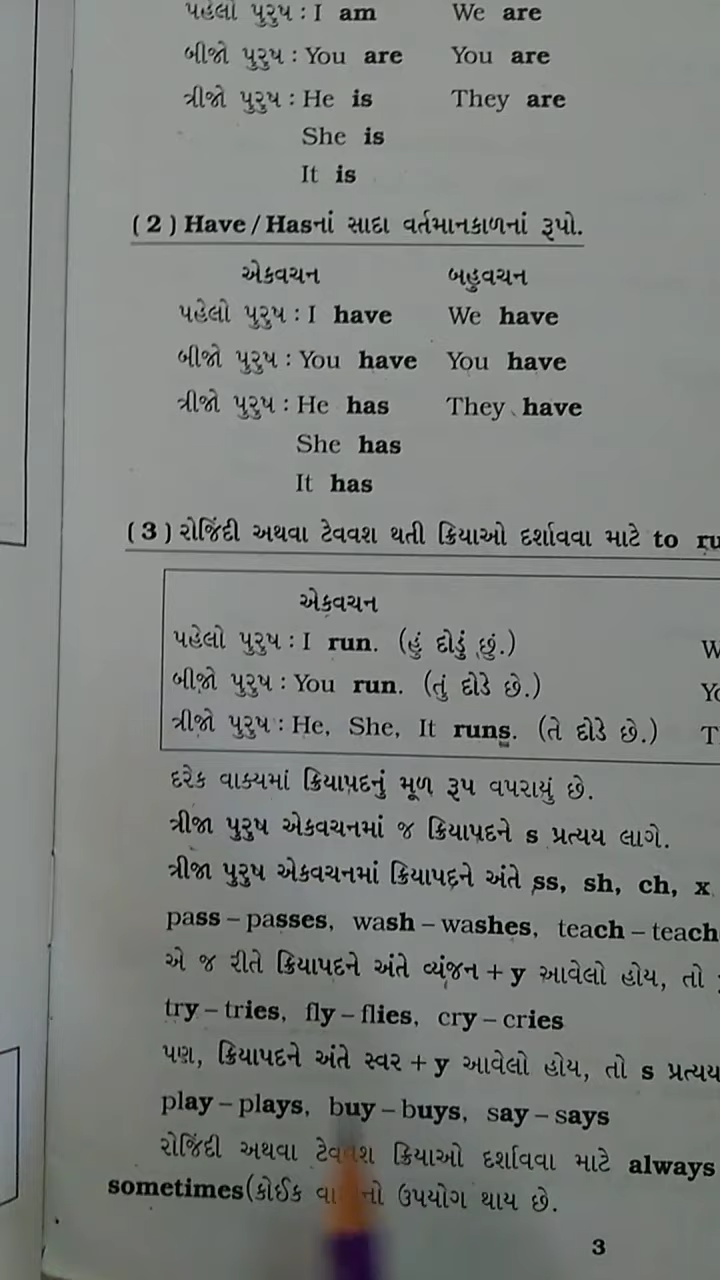 પહેલો પુરુષ : I am We are
બીજો પુરુષ : You are You are
ત્રીજો પુરુષ : He is They are
She is
It is
( 2 ) Have / Hasનાં સાદા વર્તમાનકાળનાં રૂપો.
એકવચન બહુવચન
પહેલો પુરુષ : I have We have
બીજો પુરુષ : You have You have
ત્રીજો પુરુષ : He has They have
She has
It has
( 3 ) રોજિંદી અથવા ટેવવશ થતી ક્રિયાઓ દર્શાવવા માટે to
એકવચન
પહેલો પુરુષ : I run. (હું દોડું છું.)
બીજો પુરુષ : You run. (તું દોડે છે.)
ત્રીજો પુરુષ : He, She, It runs. (તે દોડે છે.)
દરેક વાક્યમાં ક્રિયાપદનું મૂળ રૂપ વપરાયું છે.
ત્રીજા પુરુષ એકવચનમાં જ ક્રિયાપદને s પ્રત્યય લાગે.
ત્રીજા પુરુષ એકવચનમાં ક્રિયાપદને અંતે ss, sh, ch, x
pass – passes, wash – washes, teach – teach
એ જ રીતે ક્રિયાપદને અંતે વ્યંજન + y આવેલો હોય, તો
try – tries, fly – flies, cry – cries
પણ, ક્રિયાપદને અંતે સ્વર + y આવેલો હોય, તો s પ્રત્યય
play – plays, buy – buys, say – says
રોજિંદી અથવા ટેવવશ ક્રિયાઓ દર્શાવવા માટે always
sometimes(કોઈક ઉપયોગ થાય છે.
3